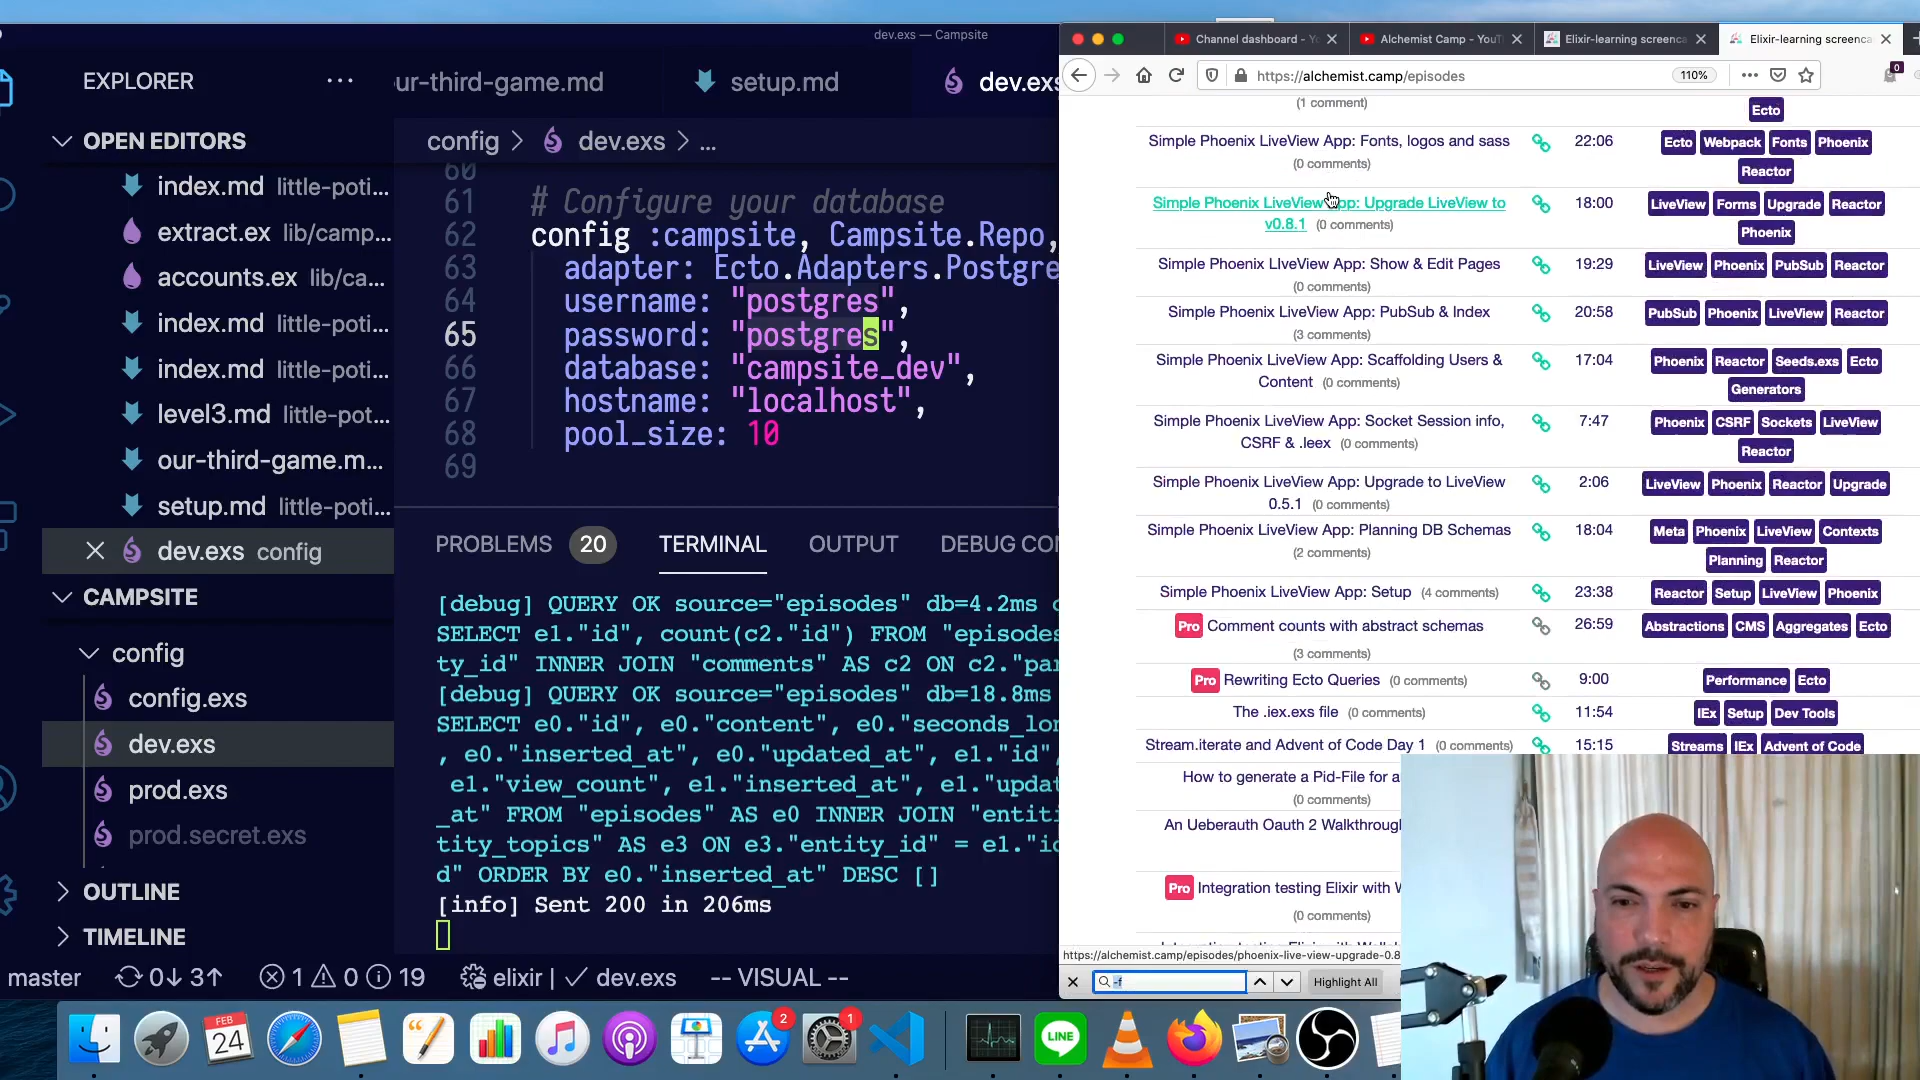 dev.exs — Campsite
EXPLORER
...
ur-third-game.md
setup.md
dev.exs
OPEN EDITORS
index.md little-poti...
extract.ex lib/camp...
accounts.ex lib/ca...
index.md little-poti...
index.md little-poti...
level3.md little-pot...
our-third-game.m...
setup.md little-poti...
dev.exs config
CAMPSITE
config
config.exs
dev.exs
prod.exs
prod.secret.exs
OUTLINE
TIMELINE
config > dev.exs > ...
60
61 # Configure your database
62 config :campsite, Campsite.Repo,
63 adapter: Ecto.Adapters.Postgre
64 username: "postgres",
65 password: "postgres",
66 database: "campsite_dev",
67 hostname: "localhost",
68 pool_size: 10
69
PROBLEMS 20 TERMINAL OUTPUT DEBUG CON
[debug] QUERY OK source="episodes" db=4.2ms
SELECT e1."id", count(c2."id") FROM "episodes
ty_id" INNER JOIN "comments" AS c2 ON c2."pa
[debug] QUERY OK source="episodes" db=18.8ms
SELECT e0."id", e0."content", e0."seconds_lon
, e0."inserted_at", e0."updated_at", e1."id",
e1."view_count", e1."inserted_at", e1."updat
_at" FROM "episodes" AS e0 INNER JOIN "entiti
tity_topics" AS e3 ON e3."entity_id" = e1."id
d" ORDER BY e0."inserted_at" DESC []
[info] Sent 200 in 206ms
master 0↓ 3↑ 1 0 19 elixir | ✓ dev.exs -- VISUAL --
Channel dashboard - Y
Alchemist Camp - YouT
Elixir-learning screenca
Elixir-learning screenca
https://alchemist.camp/episodes 110% 0
(1 comment) Ecto
Simple Phoenix LiveView App: Fonts, logos and sass 22:06 Ecto Webpack Fonts Phoenix
(0 comments) Reactor
Simple Phoenix LiveView App: Upgrade LiveView to 18:00 LiveView Forms Upgrade Reactor
v0.8.1 (0 comments) Phoenix
Simple Phoenix LIveView App: Show & Edit Pages 19:29 LiveView Phoenix PubSub Reactor
(0 comments)
Simple Phoenix LiveView App: PubSub & Index 20:58 PubSub Phoenix LiveView Reactor
(3 comments)
Simple Phoenix LiveView App: Scaffolding Users & 17:04 Phoenix Reactor Seeds.exs Ecto
Content (0 comments) Generators
Simple Phoenix LiveView App: Socket Session info, 7:47 Phoenix CSRF Sockets LiveView
CSRF & .leex (0 comments) Reactor
Simple Phoenix LiveView App: Upgrade to LiveView 2:06 LiveView Phoenix Reactor Upgrade
0.5.1 (0 comments)
Simple Phoenix LiveView App: Planning DB Schemas 18:04 Meta Phoenix LiveView Contexts
(2 comments) Planning Reactor
Simple Phoenix LiveView App: Setup (4 comments) 23:38 Reactor Setup LiveView Phoenix
Pro Comment counts with abstract schemas 26:59 Abstractions CMS Aggregates Ecto
(3 comments)
Pro Rewriting Ecto Queries (0 comments) 9:00 Performance Ecto
The .iex.exs file (0 comments) 11:54 IEx Setup Dev Tools
Stream.iterate and Advent of Code Day 1 (0 comments) 15:15 Streams IEx Advent of Code
How to generate a Pid-File for a
(0 comments)
An Ueberauth Oauth 2 Walkthroug
Pro Integration testing Elixir with W
(0 comments)
https://alchemist.camp/episodes/phoenix-live-view-upgrade-0.8
-f
Highlight All
FEB
24
2
1
LINE